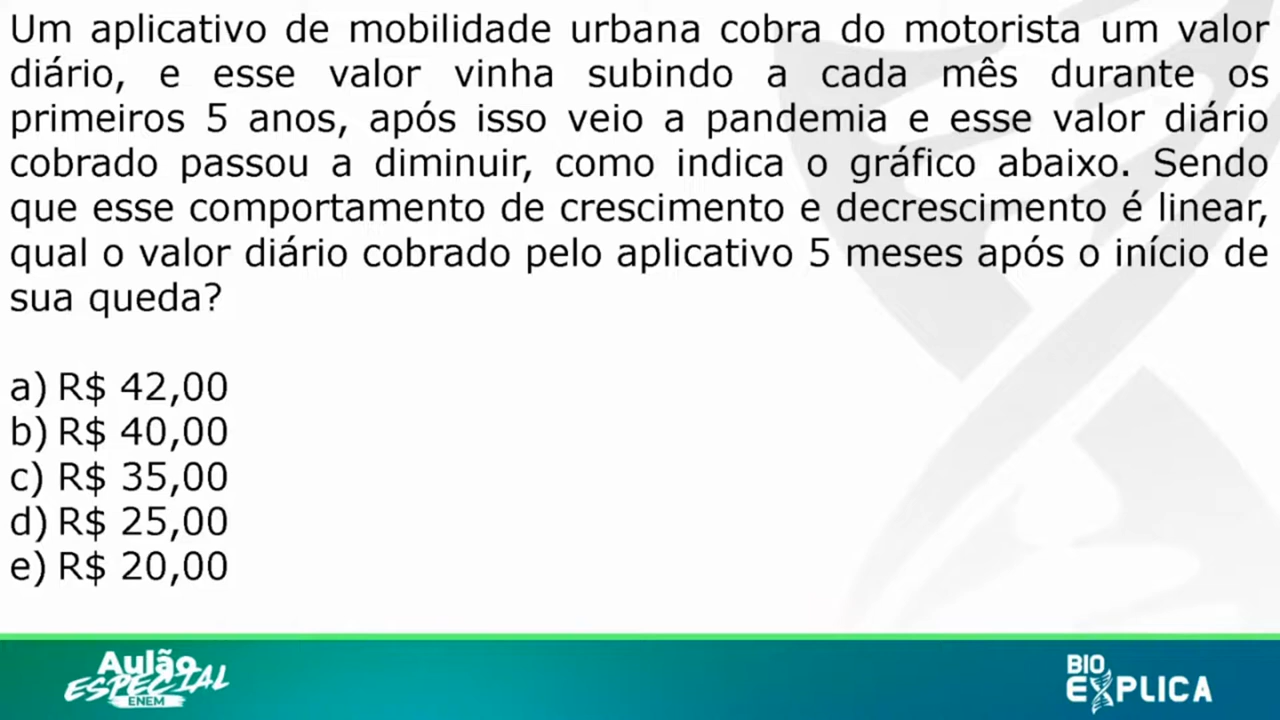 Um aplicativo de mobilidade urbana cobra do motorista um valor
diário, e esse valor vinha subindo a cada mês durante os
primeiros 5 anos, após isso veio a pandemia e esse valor diário
cobrado passou a diminuir, como indica o gráfico abaixo. Sendo
que esse comportamento de crescimento e decrescimento é linear,
qual o valor diário cobrado pelo aplicativo 5 meses após o início de
sua queda?
a) R$ 42,00
b) R$ 40,00
c) R$ 35,00
d) R$ 25,00
e) R$ 20,00
Aulão
ESPECIAL
ENEM
BIO
EXPLICA